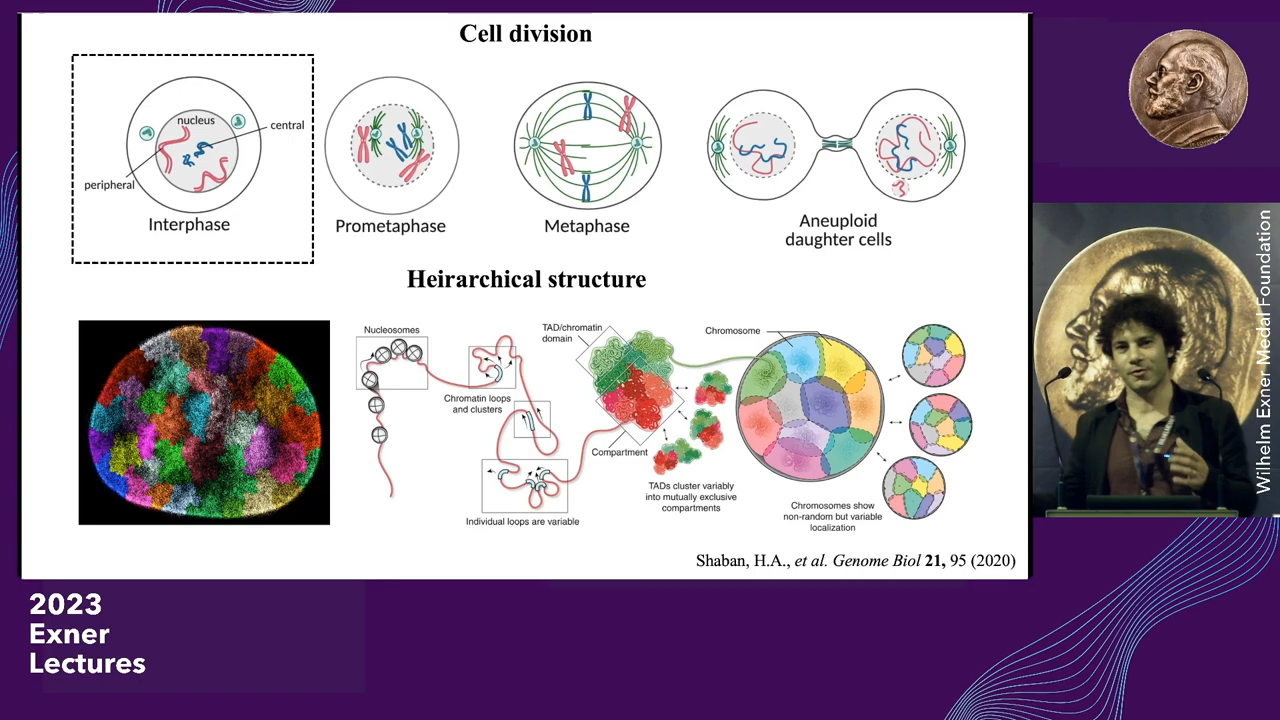 Cell division
nucleus
central
peripheral
Interphase
Prometaphase
Metaphase
Aneuploid
daughter cells
Heirarchical structure
Nucleosomes
Chromatin loops
and clusters
Individual loops are variable
TAD/chromatin
domain
Compartment
TADs cluster variably
into mutually exclusive
compartments
Chromosome
Chromosomes show
non-random but variable
localization
Shaban, H.A., et al. Genome Biol 21, 95 (2020)
Wilhelm Exner Medal Foundation
2023
Exner
Lectures